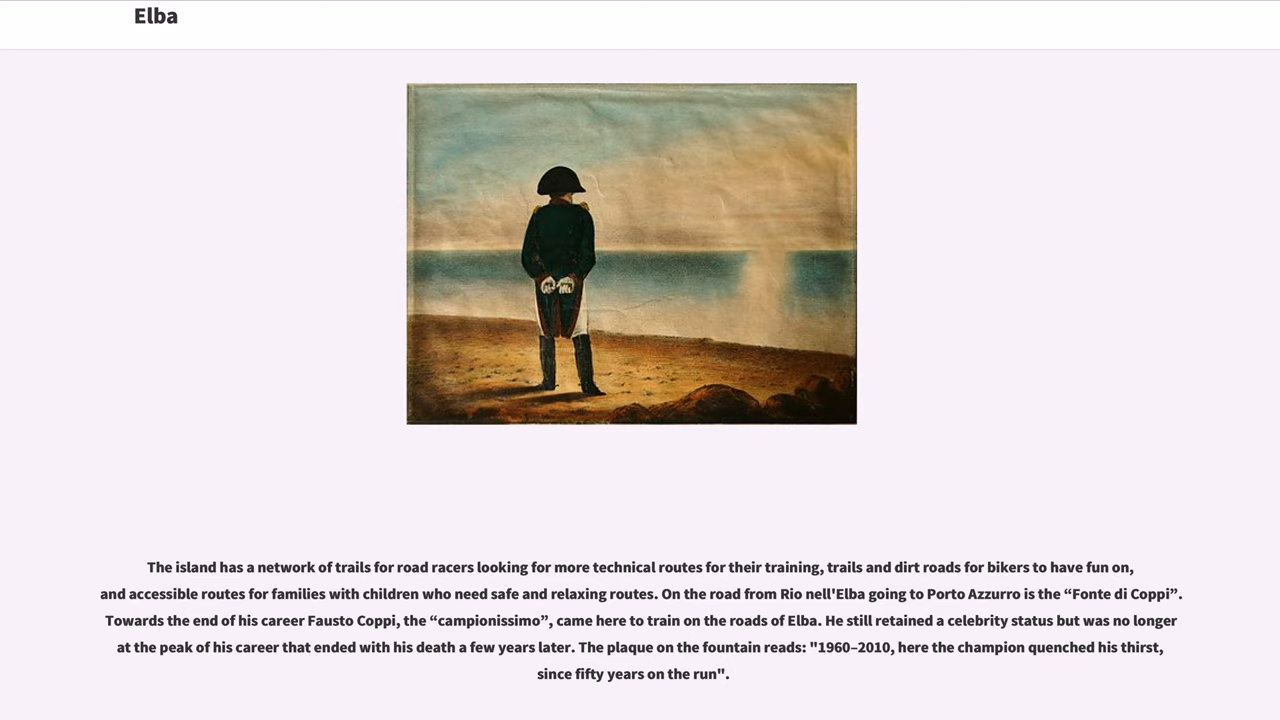 Elba
The island has a network of trails for road racers looking for more technical routes for their training, trails and dirt roads for bikers to have fun on,
and accessible routes for families with children who need safe and relaxing routes. On the road from Rio nell'Elba going to Porto Azzurro is the “Fonte di Coppi”.
Towards the end of his career Fausto Coppi, the “campionissimo”, came here to train on the roads of Elba. He still retained a celebrity status but was no longer
at the peak of his career that ended with his death a few years later. The plaque on the fountain reads: "1960–2010, here the champion quenched his thirst,
since fifty years on the run".